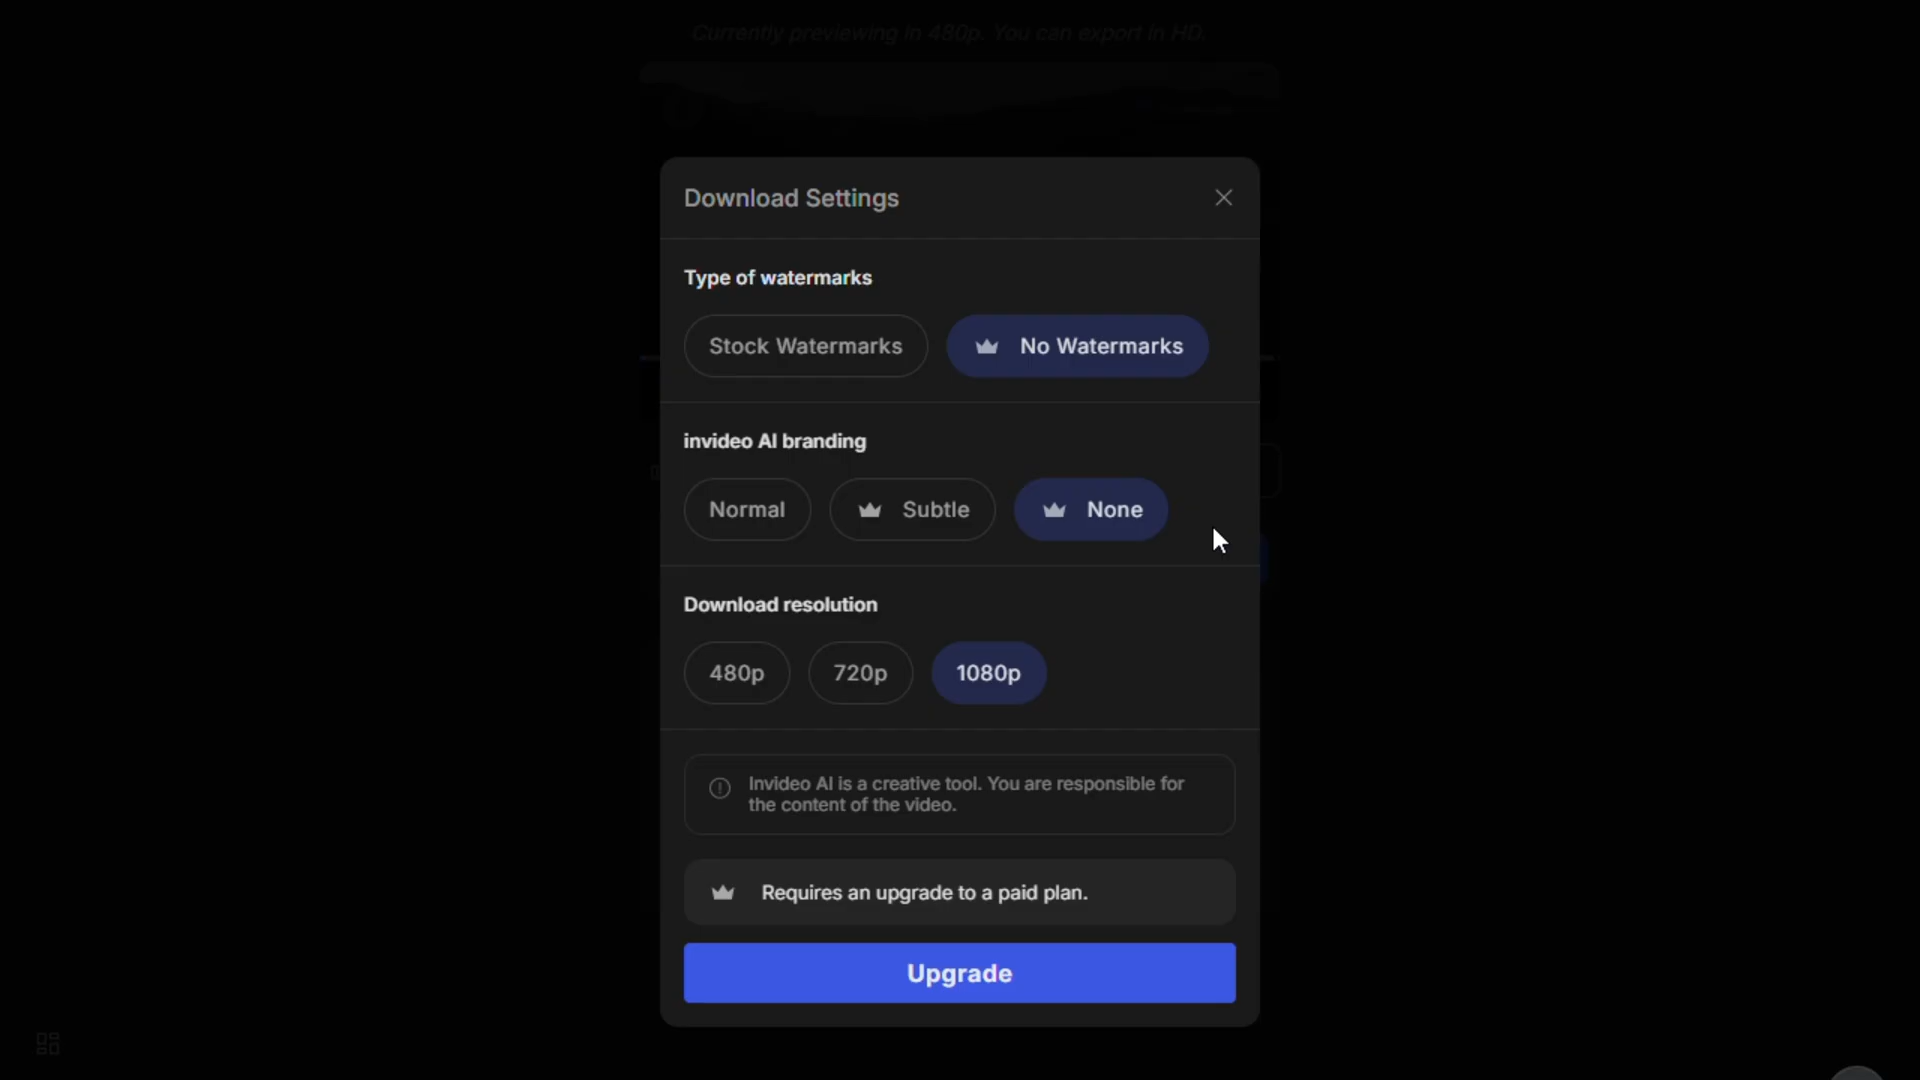 Currently previewing in 480p. You can export in HD.
Download Settings
Type of watermarks
Stock Watermarks
No Watermarks
invideo AI branding
Normal
Subtle
None
Download resolution
480p
720p
1080p
Invideo AI is a creative tool. You are responsible for
the content of the video.
Requires an upgrade to a paid plan.
Upgrade